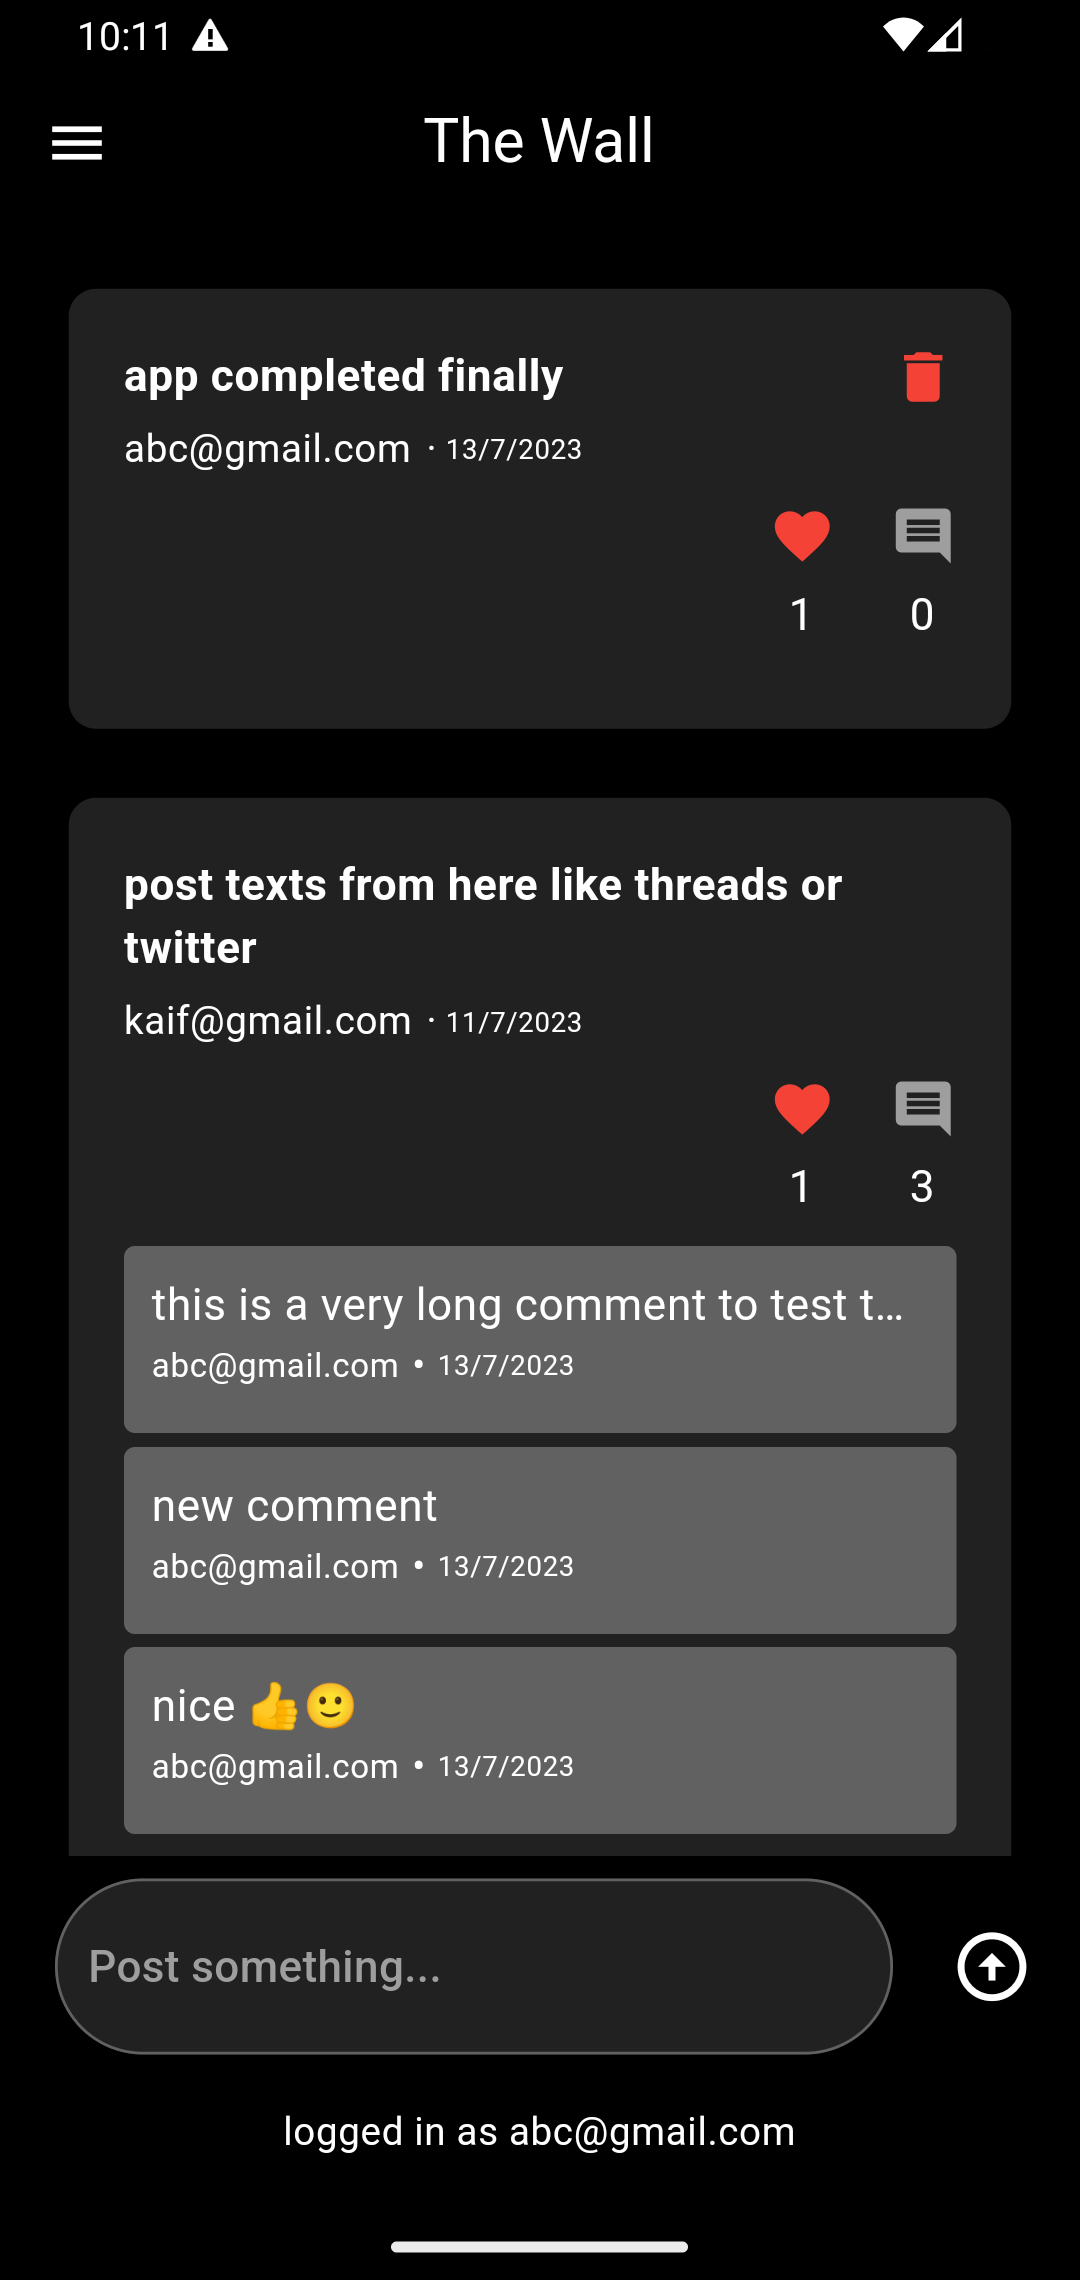 10:11
The Wall
app completed finally
abc@gmail.com · 13/7/2023
1 0
post texts from here like threads or
twitter
kaif@gmail.com · 11/7/2023
1 3
this is a very long comment to test t...
abc@gmail.com • 13/7/2023
new comment
abc@gmail.com • 13/7/2023
nice 👍🙂
abc@gmail.com • 13/7/2023
Post something...
logged in as abc@gmail.com